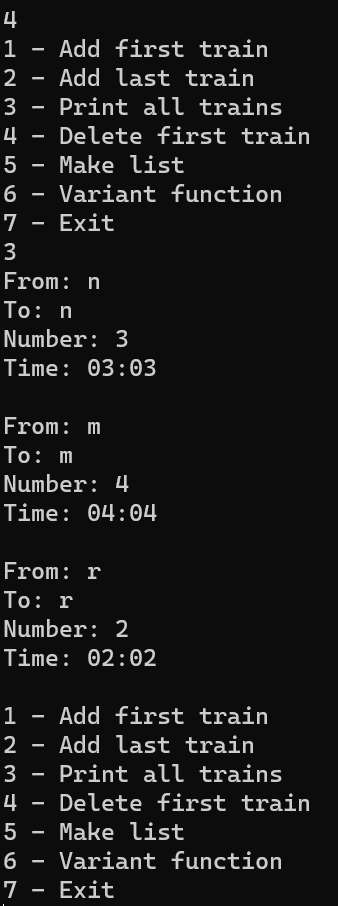 4
1 - Add first train
2 - Add last train
3 - Print all trains
4 - Delete first train
5 - Make list
6 - Variant function
7 - Exit
3
From: n
To: n
Number: 3
Time: 03:03
From: m
To: m
Number: 4
Time: 04:04
From: r
To: r
Number: 2
Time: 02:02
1 - Add first train
2 - Add last train
3 - Print all trains
4 - Delete first train
5 - Make list
6 - Variant function
7 - Exit